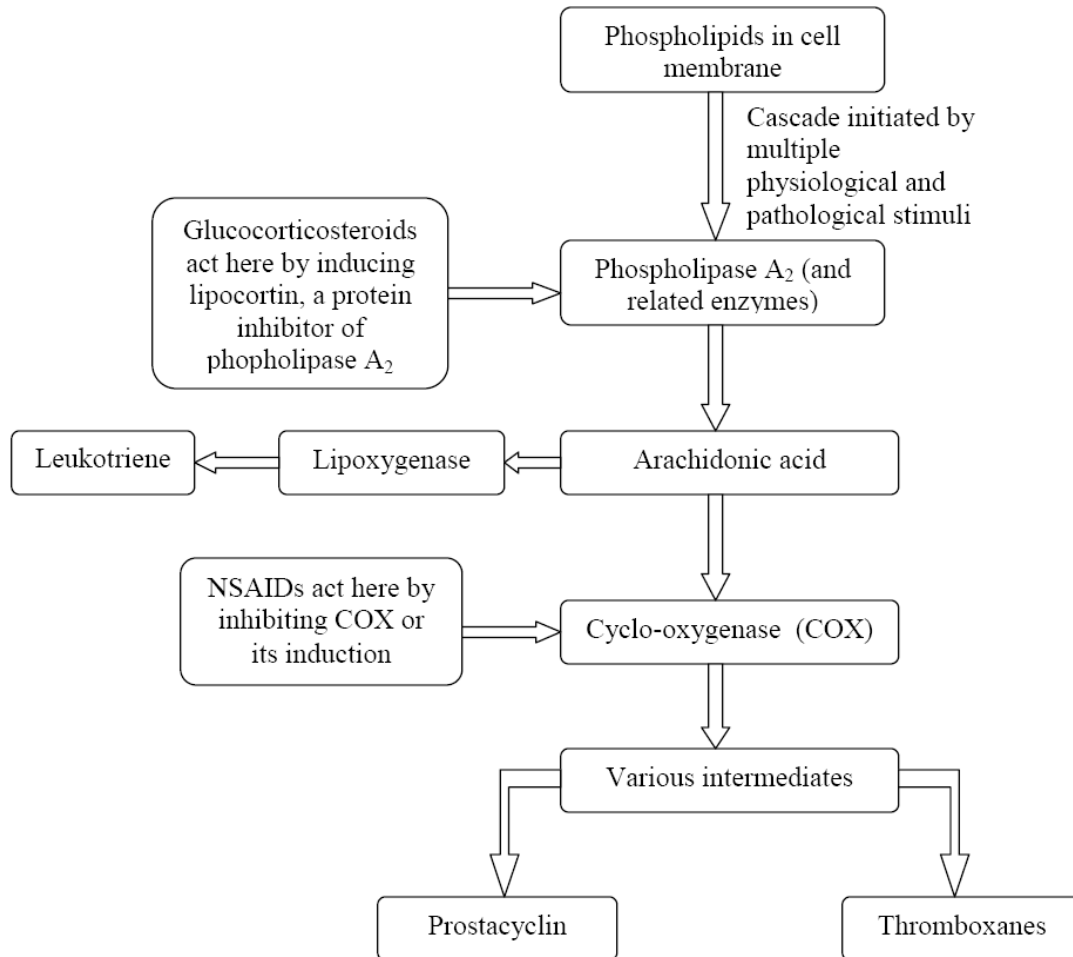 Phospholipids in cell
membrane
Cascade initiated by
multiple
physiological and
pathological stimuli
Glucocorticosteroids
act here by inducing
lipocortin, a protein
inhibitor of
phopholipase A₂
Phospholipase A₂ (and
related enzymes)
Leukotriene
Lipoxygenase
Arachidonic acid
NSAIDs act here by
inhibiting COX or
its induction
Cyclo-oxygenase (COX)
Various intermediates
Prostacyclin
Thromboxanes